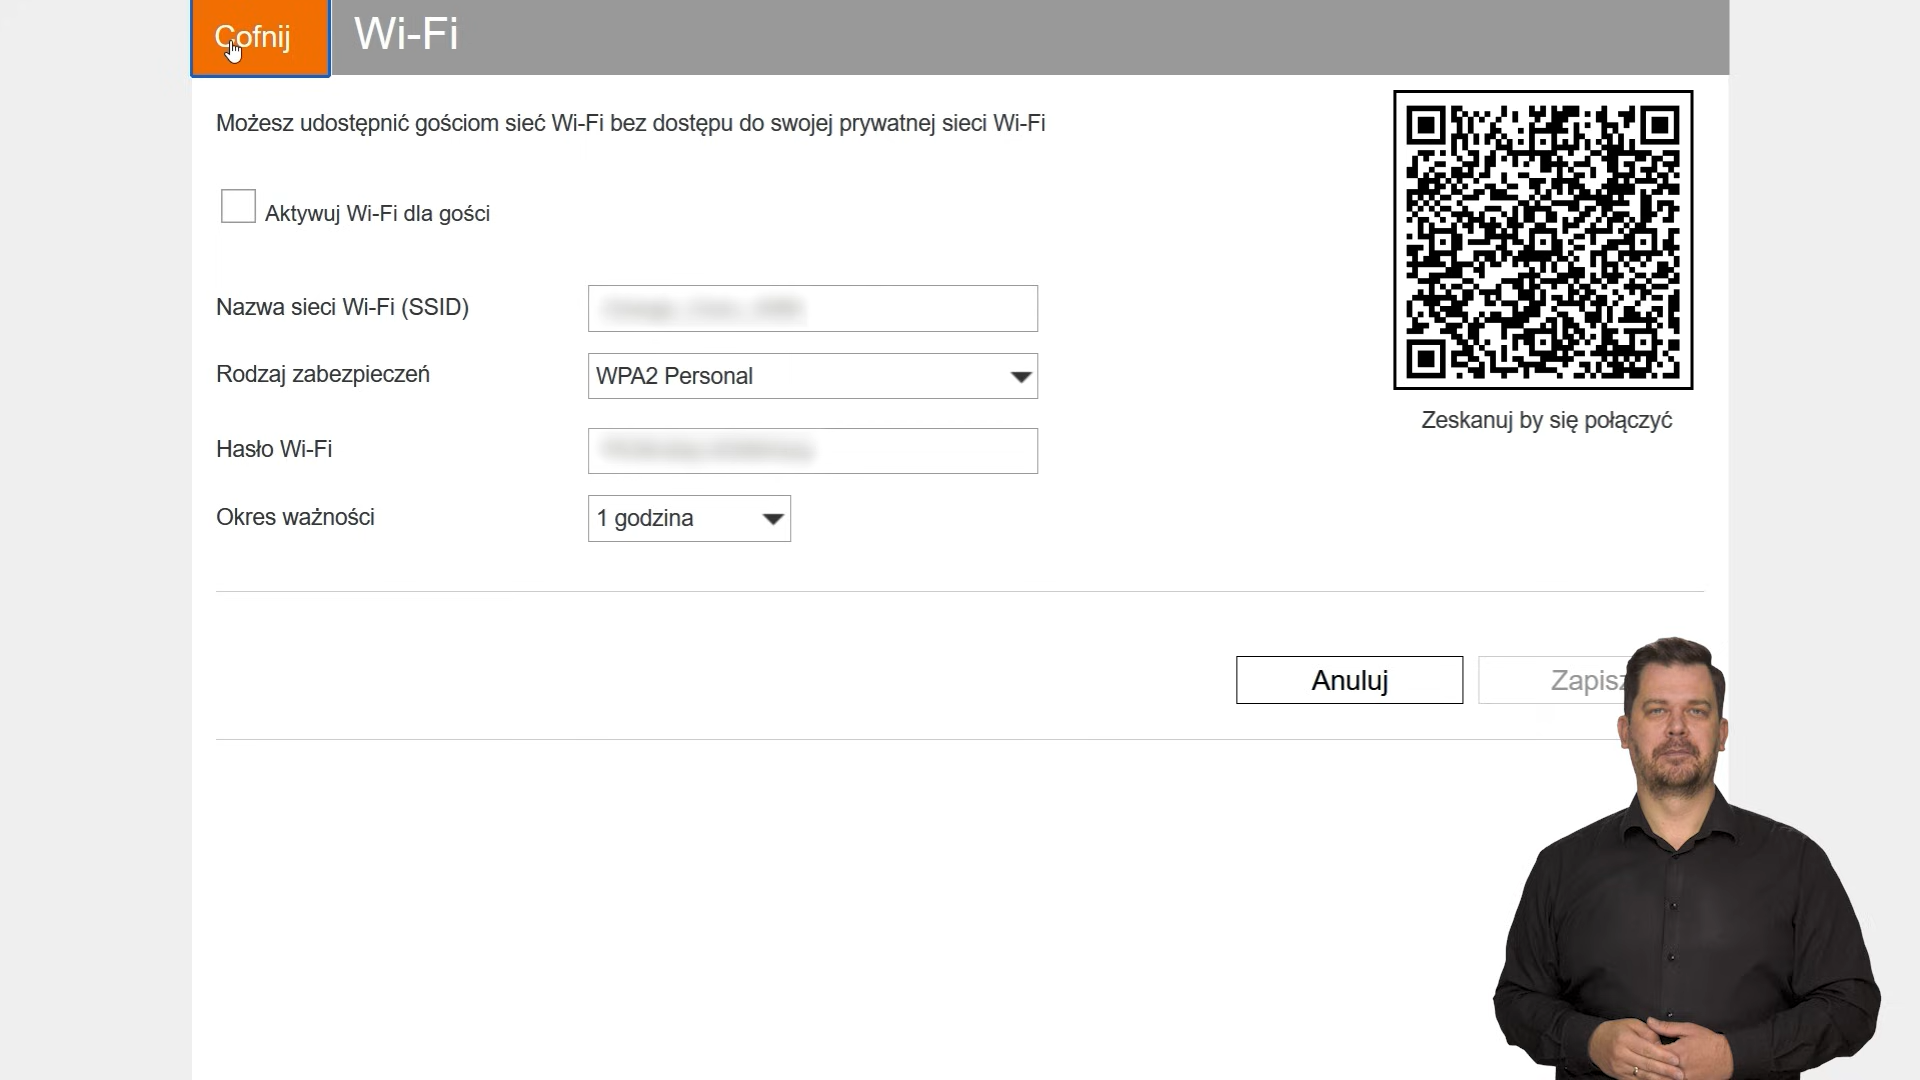 Cofnij
Wi-Fi
Możesz udostępnić gościom sieć Wi-Fi bez dostępu do swojej prywatnej sieci Wi-Fi
Aktywuj Wi-Fi dla gości
Nazwa sieci Wi-Fi (SSID)
Rodzaj zabezpieczeń
WPA2 Personal
Hasło Wi-Fi
Okres ważności
1 godzina
Zeskanuj by się połączyć
Anuluj
Zapisz